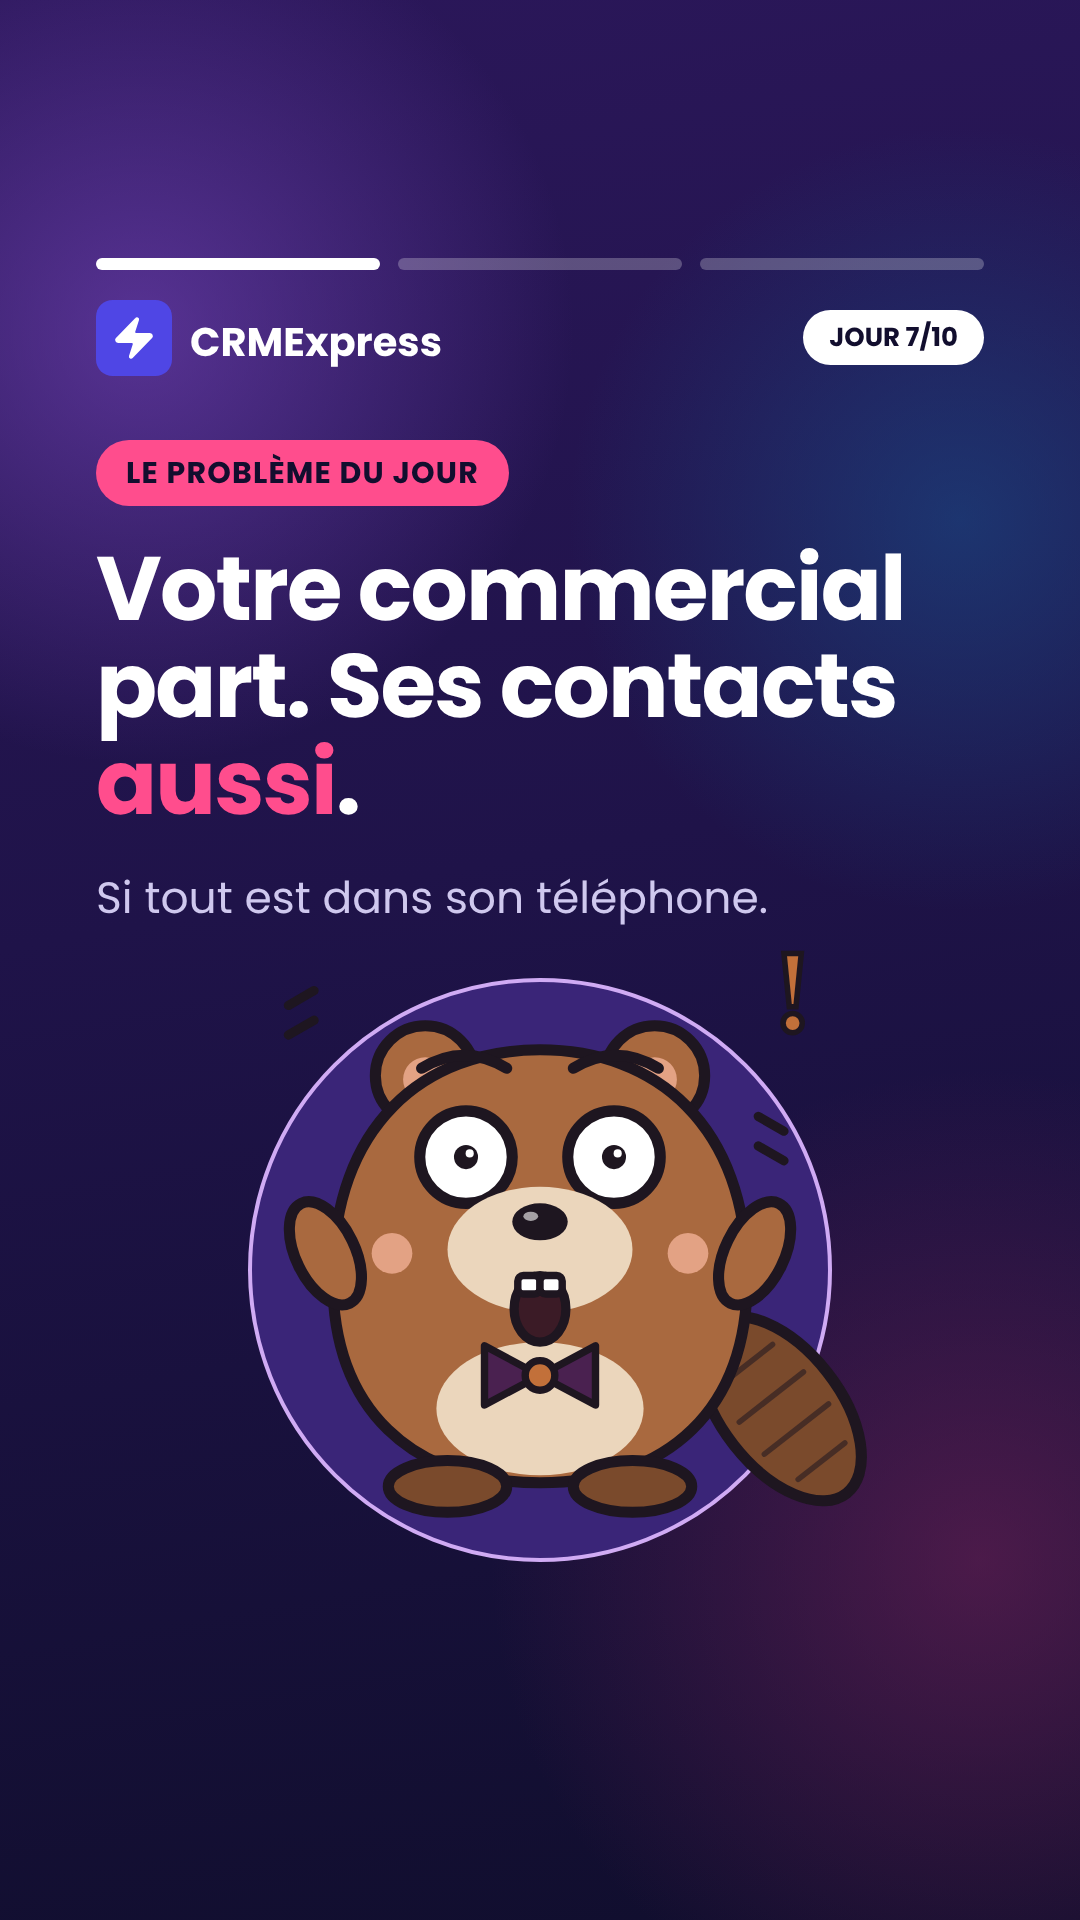 CRMExpress
JOUR 7/10
LE PROBLÈME DU JOUR
Votre commercial
part. Ses contacts
aussi.
Si tout est dans son téléphone.
!